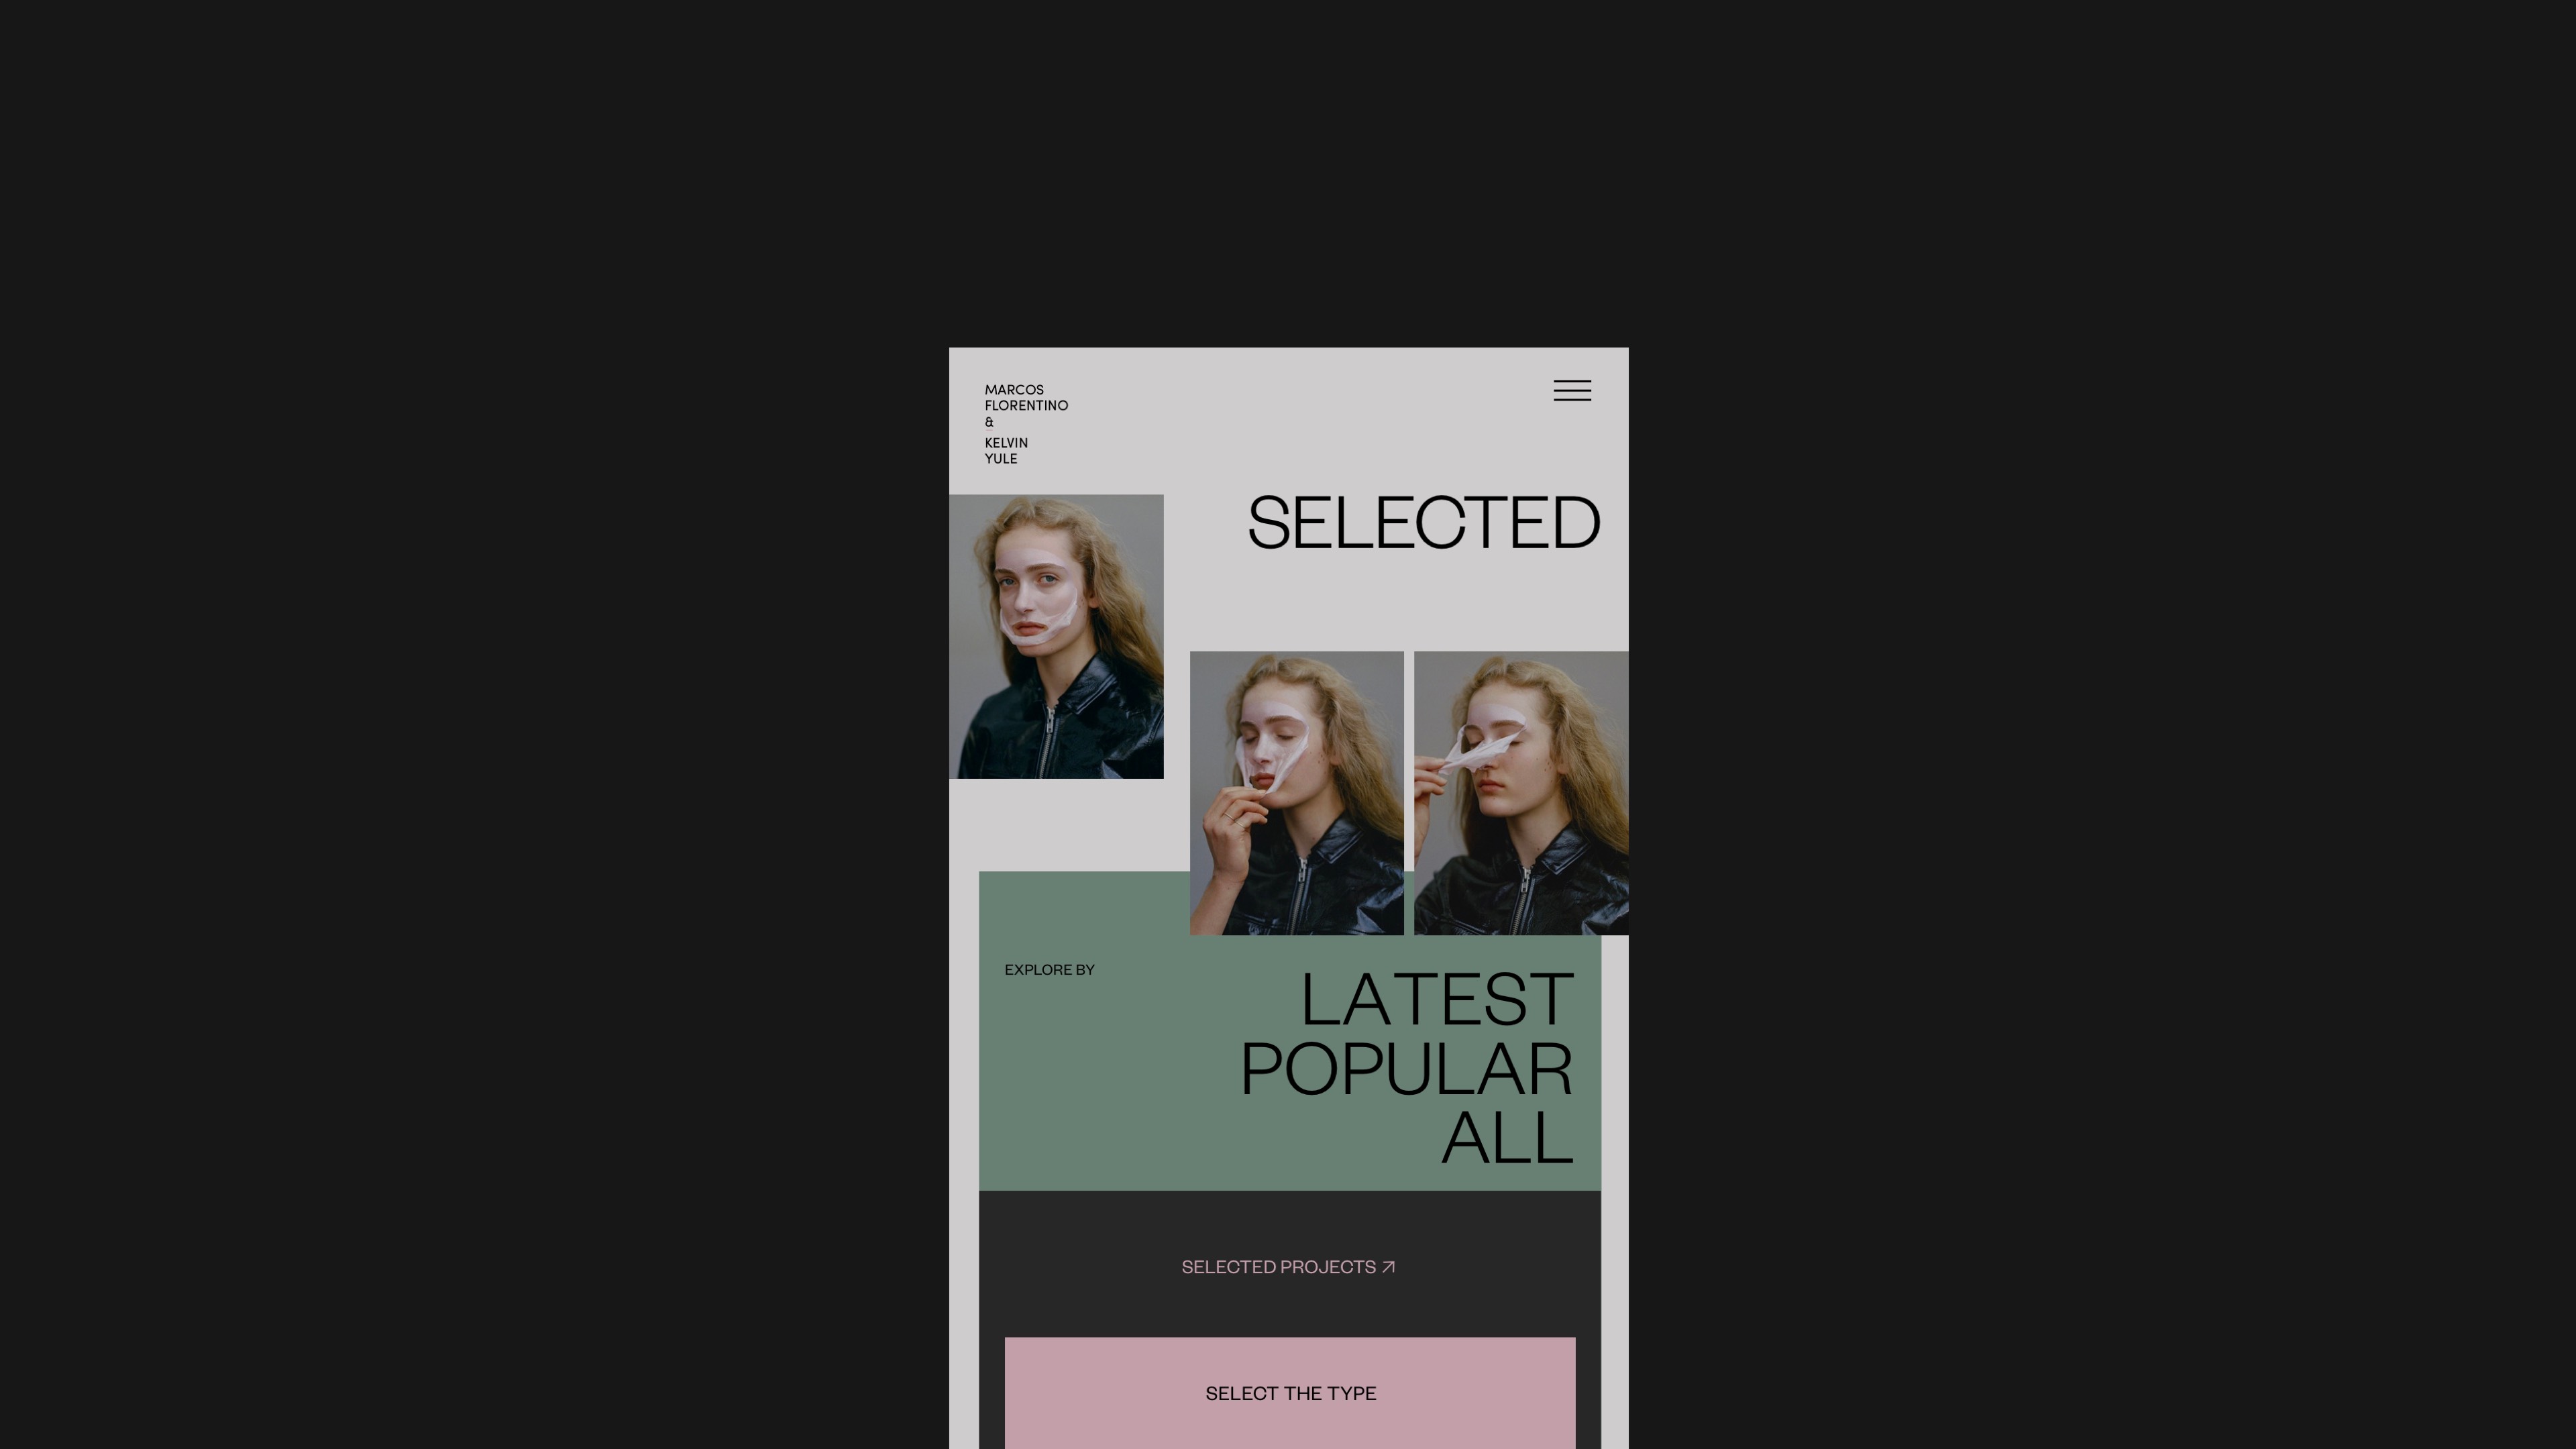 MARCOS
FLORENTINO
&
KELVIN
YULE
SELECTED
EXPLORE BY
LATEST
POPULAR
ALL
SELECTED PROJECTS ↗
SELECT THE TYPE